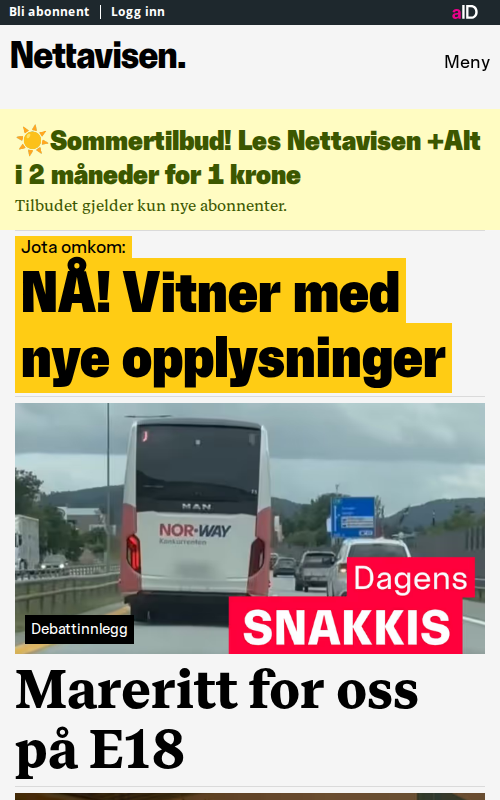 Bli abonnent
Logg inn
aID
Nettavisen.
Meny
Sommertilbud! Les Nettavisen +Alt
i 2 måneder for 1 krone
Tilbudet gjelder kun nye abonnenter.
Jota omkom:
NÅ! Vitner med
nye opplysninger
MAN
NOR-WAY
Konkurrenten
Dagens
SNAKKIS
Debattinnlegg
Mareritt for oss
på E18